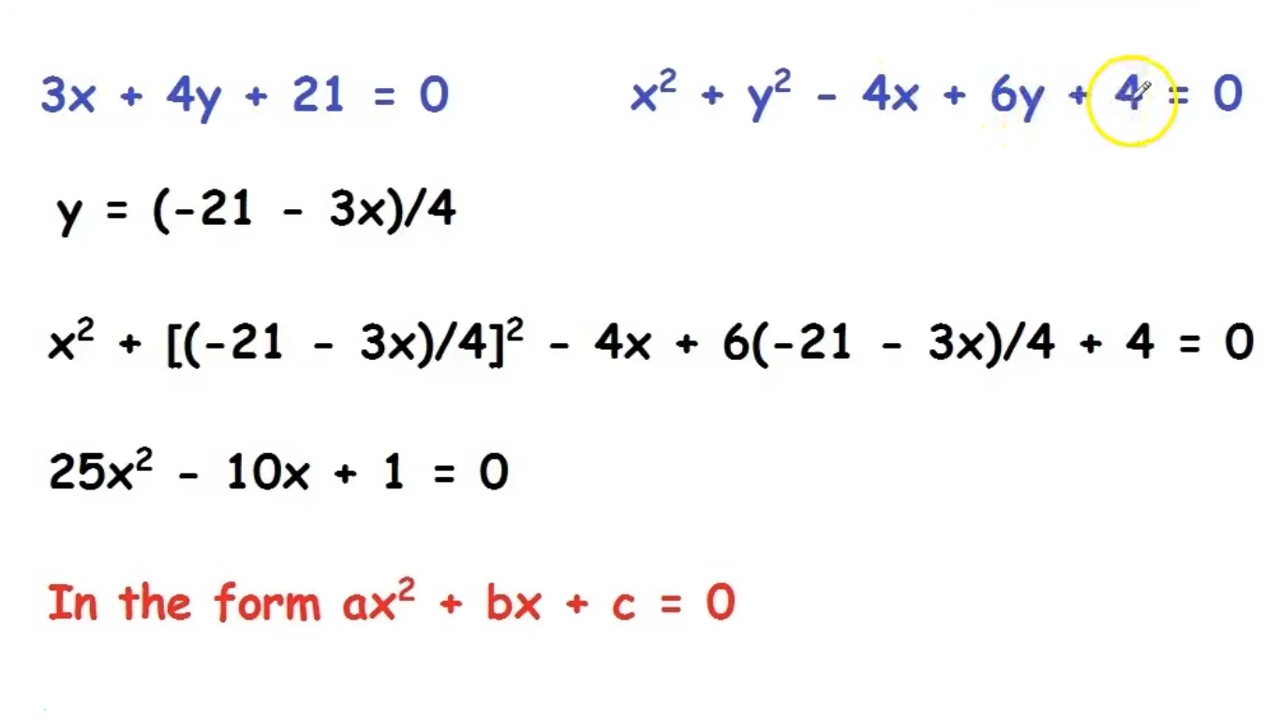 3x + 4y + 21 = 0 x² + y² - 4x + 6y + 4 = 0
y = (-21 - 3x)/4
x² + [(-21 - 3x)/4]² - 4x + 6(-21 - 3x)/4 + 4 = 0
25x² - 10x + 1 = 0
In the form ax² + bx + c = 0